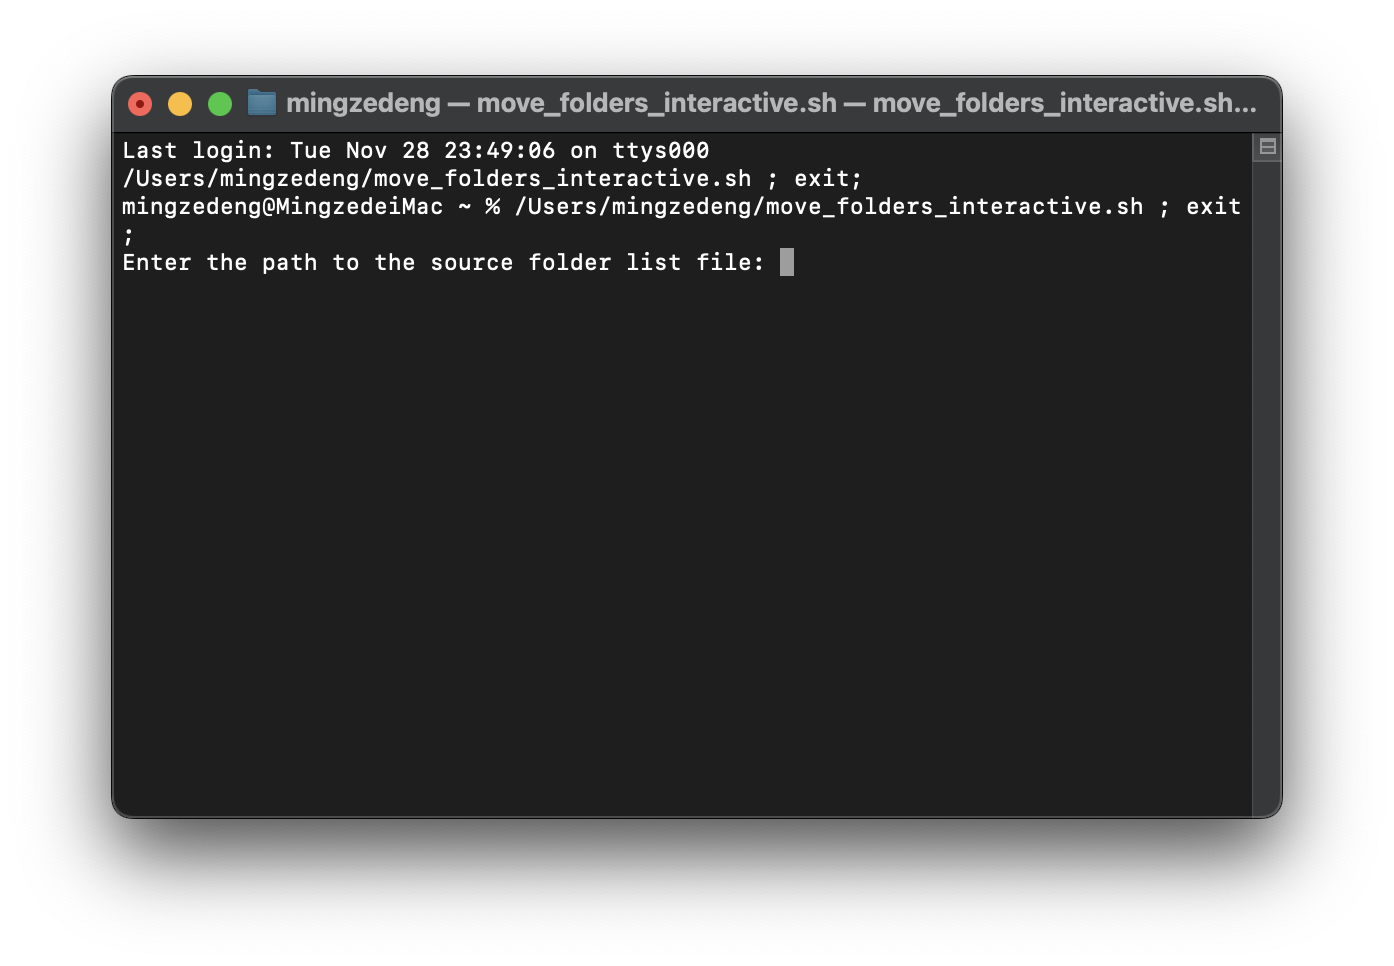 mingzedeng — move_folders_interactive.sh — move_folders_interactive.sh...
Last login: Tue Nov 28 23:49:06 on ttys000
/Users/mingzedeng/move_folders_interactive.sh ; exit;
mingzedeng@MingzedeiMac ~ % /Users/mingzedeng/move_folders_interactive.sh ; exit
;
Enter the path to the source folder list file: